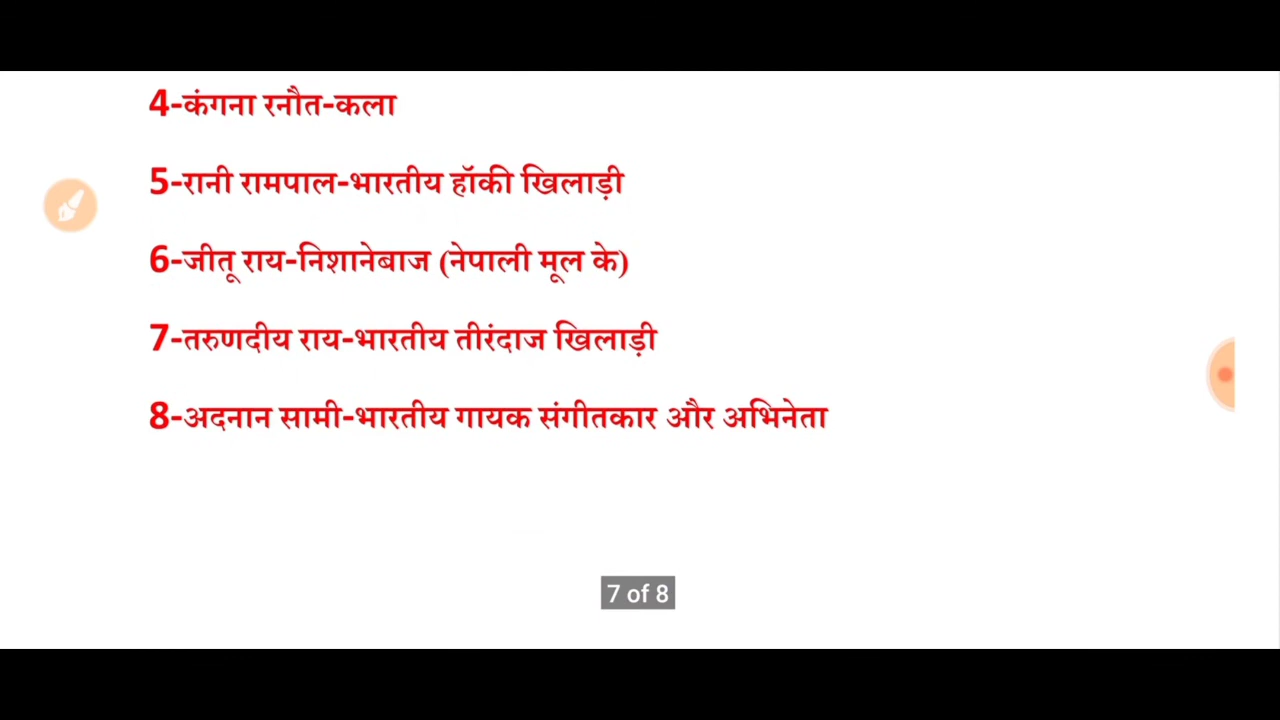 4-कंगना रनौत-कला
5-रानी रामपाल-भारतीय हॉकी खिलाड़ी
6-जीतू राय-निशानेबाज (नेपाली मूल के)
7-तरुणदीय राय-भारतीय तीरंदाज खिलाड़ी
8-अदनान सामी-भारतीय गायक संगीतकार और अभिनेता
7 of 8